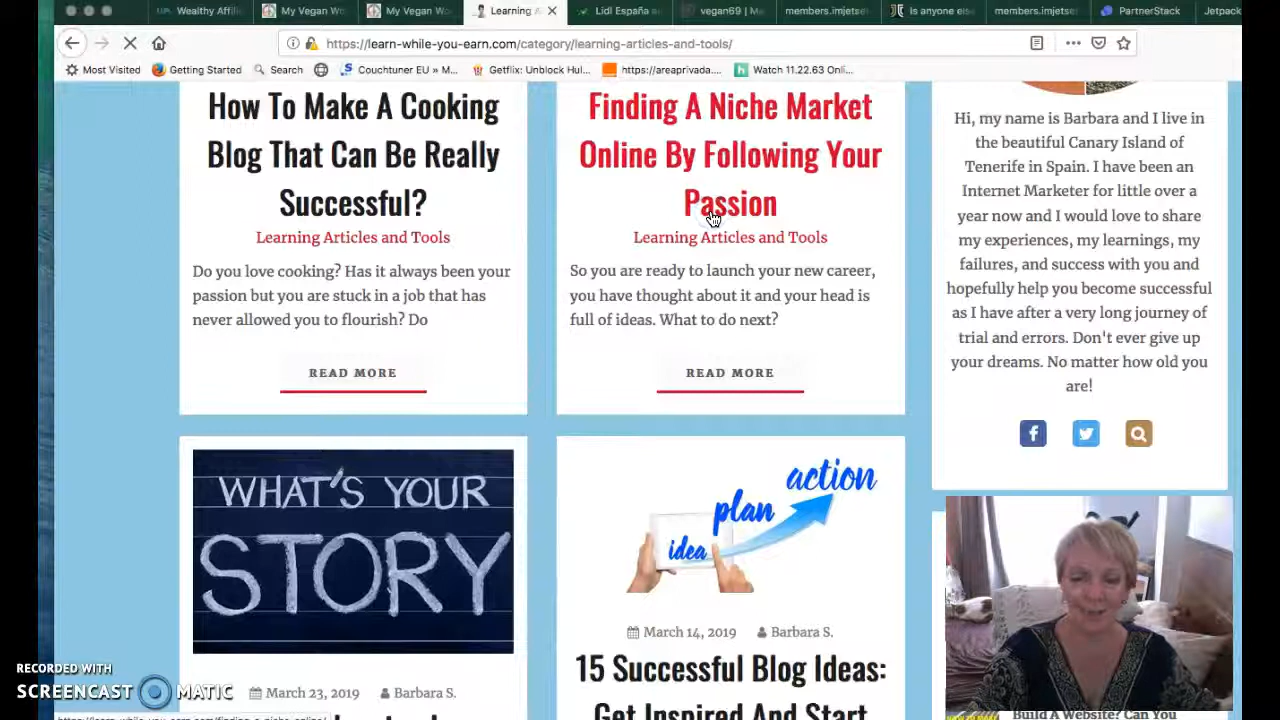 Wealthy Affili
My Vegan Wo
My Vegan Wo
Learning A
Lidl España
vegan69 | M
members.imjetset
Is anyone else
members.imjetset
PartnerStack
Jetpack
https://learn-while-you-earn.com/category/learning-articles-and-tools/
Most Visited
Getting Started
Search
Couchtuner EU » M...
Getflix: Unblock Hul...
https://areaprivada....
Watch 11.22.63 Onli...
How To Make A Cooking
Blog That Can Be Really
Successful?
Learning Articles and Tools
Do you love cooking? Has it always been your
passion but you are stuck in a job that has
never allowed you to flourish? Do
READ MORE
Finding A Niche Market
Online By Following Your
Passion
Learning Articles and Tools
So you are ready to launch your new career,
you have thought about it and your head is
full of ideas. What to do next?
READ MORE
Hi, my name is Barbara and I live in
the beautiful Canary Island of
Tenerife in Spain. I have been an
Internet Marketer for little over a
year now and I would love to share
my experiences, my learnings, my
failures, and success with you and
hopefully help you become successful
as I have after a very long journey of
trial and errors. Don't ever give up
your dreams. No matter how old you
are!
WHAT'S YOUR
STORY
March 23, 2019
Barbara S.
idea
plan
action
March 14, 2019
Barbara S.
15 Successful Blog Ideas:
Get Inspired And Start
Build A Website? Can You
RECORDED WITH
SCREENCAST MATIC